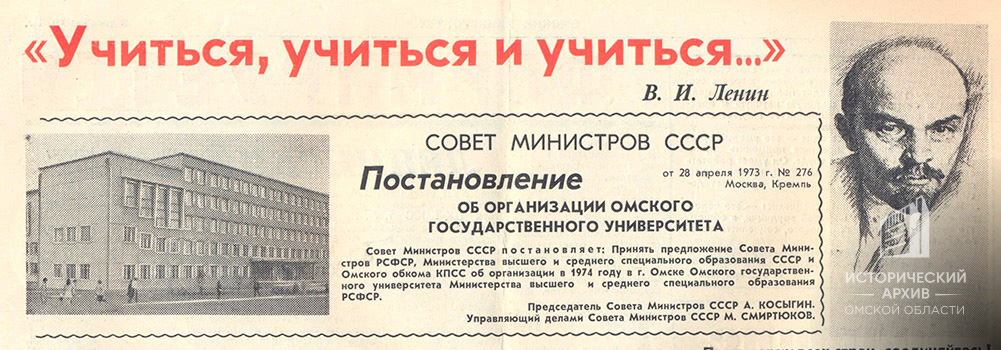 «Учиться, учиться и учиться...»
В. И. Ленин
СОВЕТ МИНИСТРОВ СССР
Постановление
от 28 апреля 1973 г. № 276
Москва, Кремль
ОБ ОРГАНИЗАЦИИ ОМСКОГО
ГОСУДАРСТВЕННОГО УНИВЕРСИТЕТА
Совет Министров СССР постановляет: Принять предложение Совета Мини-
стров РСФСР, Министерства высшего и среднего специального образования СССР и
Омского обкома КПСС об организации в 1974 году в г. Омске Омского государствен-
ного университета Министерства высшего и среднего специального образования
РСФСР.
Председатель Совета Министров СССР А. КОСЫГИН.
Управляющий делами Совета Министров СССР М. СМИРТЮКОВ.
ИСТОРИЧЕСКИЙ
АРХИВ
ОМСКОЙ ОБЛАСТИ